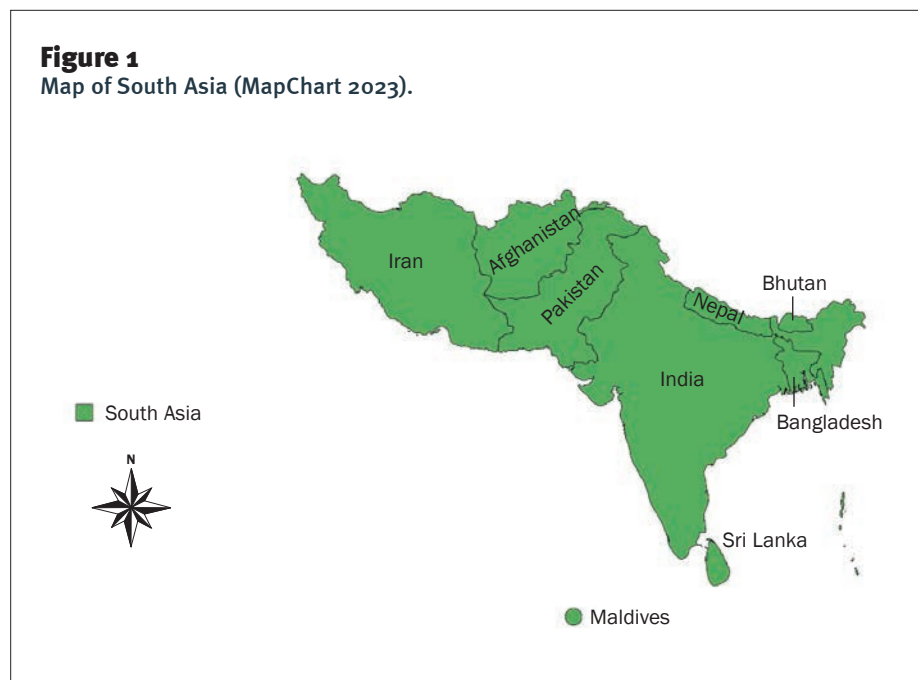 Figure 1
Map of South Asia (MapChart 2023).
Iran
Afghanistan
Pakistan
Nepal
Bhutan
India
Bangladesh
South Asia
N
Sri Lanka
Maldives